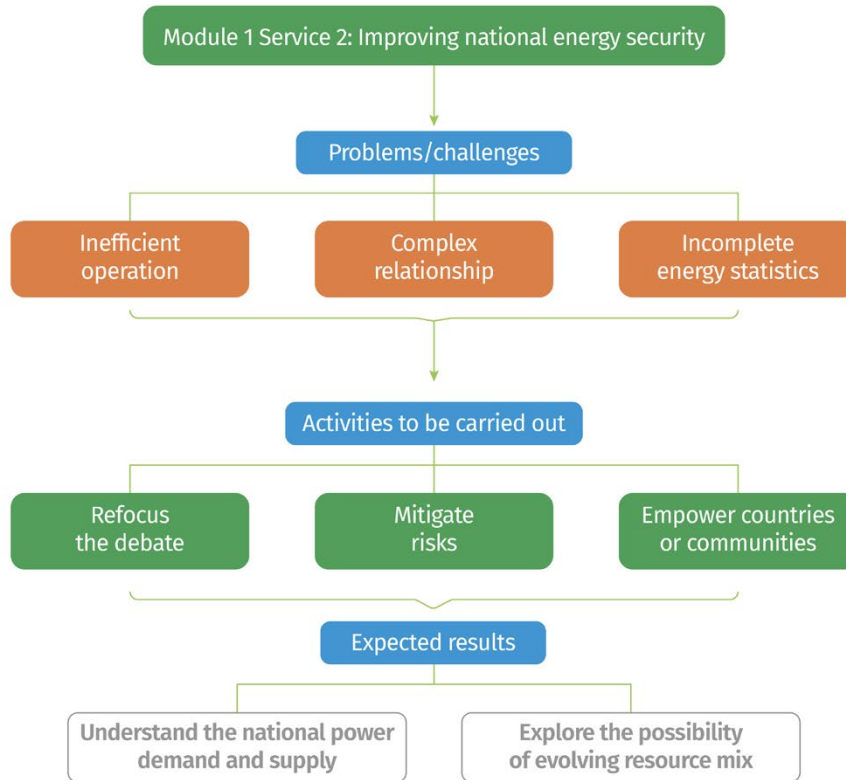 Module 1 Service 2: Improving national energy security
Problems/challenges
Inefficient
operation
Complex
relationship
Incomplete
energy statistics
Activities to be carried out
Refocus
the debate
Mitigate
risks
Empower countries
or communities
Expected results
Understand the national power
demand and supply
Explore the possibility
of evolving resource mix